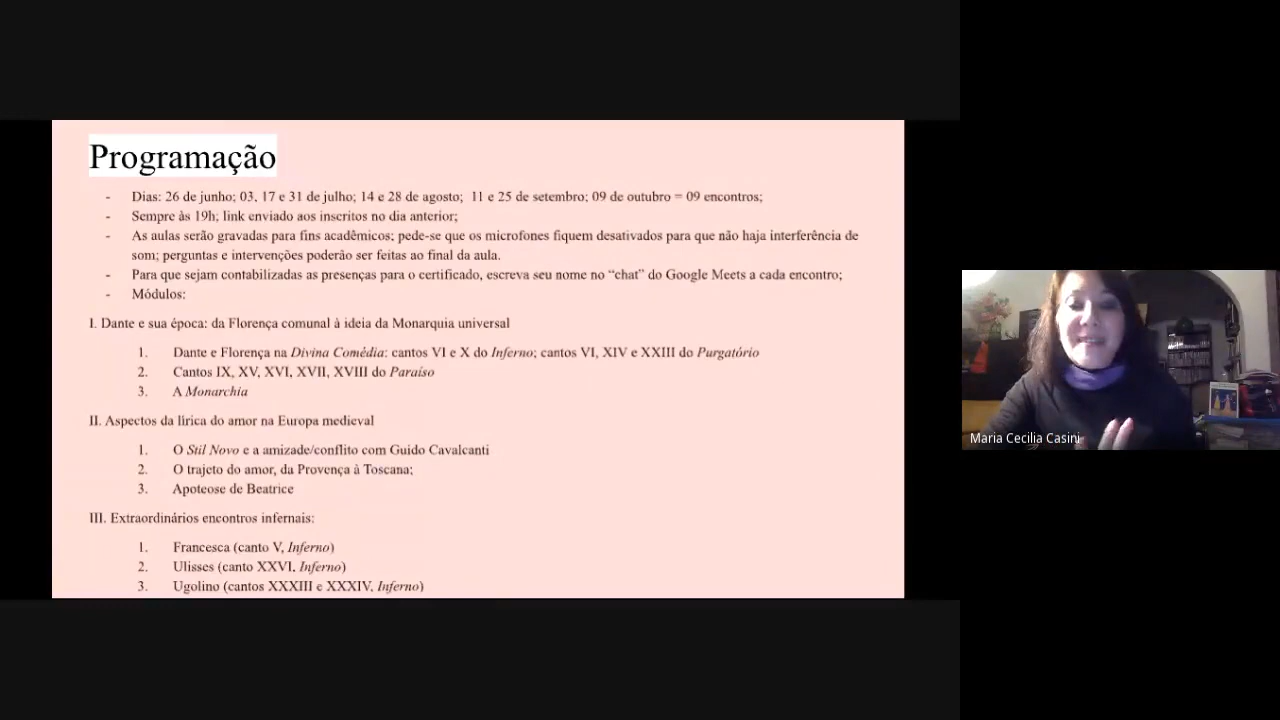 Programação
- Dias: 26 de junho; 03, 17 e 31 de julho; 14 e 28 de agosto; 11 e 25 de setembro; 09 de outubro = 09 encontros;
- Sempre às 19h; link enviado aos inscritos no dia anterior;
- As aulas serão gravadas para fins acadêmicos; pede-se que os microfones fiquem desativados para que não haja interferência de
som; perguntas e intervenções poderão ser feitas ao final da aula.
- Para que sejam contabilizadas as presenças para o certificado, escreva seu nome no “chat” do Google Meets a cada encontro;
- Módulos:
I. Dante e sua época: da Florença comunal à ideia da Monarquia universal
1. Dante e Florença na Divina Comédia: cantos VI e X do Inferno; cantos VI, XIV e XXIII do Purgatório
2. Cantos IX, XV, XVI, XVII, XVIII do Paraíso
3. A Monarchia
II. Aspectos da lírica do amor na Europa medieval
1. O Stil Novo e a amizade/conflito com Guido Cavalcanti
2. O trajeto do amor, da Provença à Toscana;
3. Apoteose de Beatrice
III. Extraordinários encontros infernais:
1. Francesca (canto V, Inferno)
2. Ulisses (canto XXVI, Inferno)
3. Ugolino (cantos XXXIII e XXXIV, Inferno)
Maria Cecilia Casini